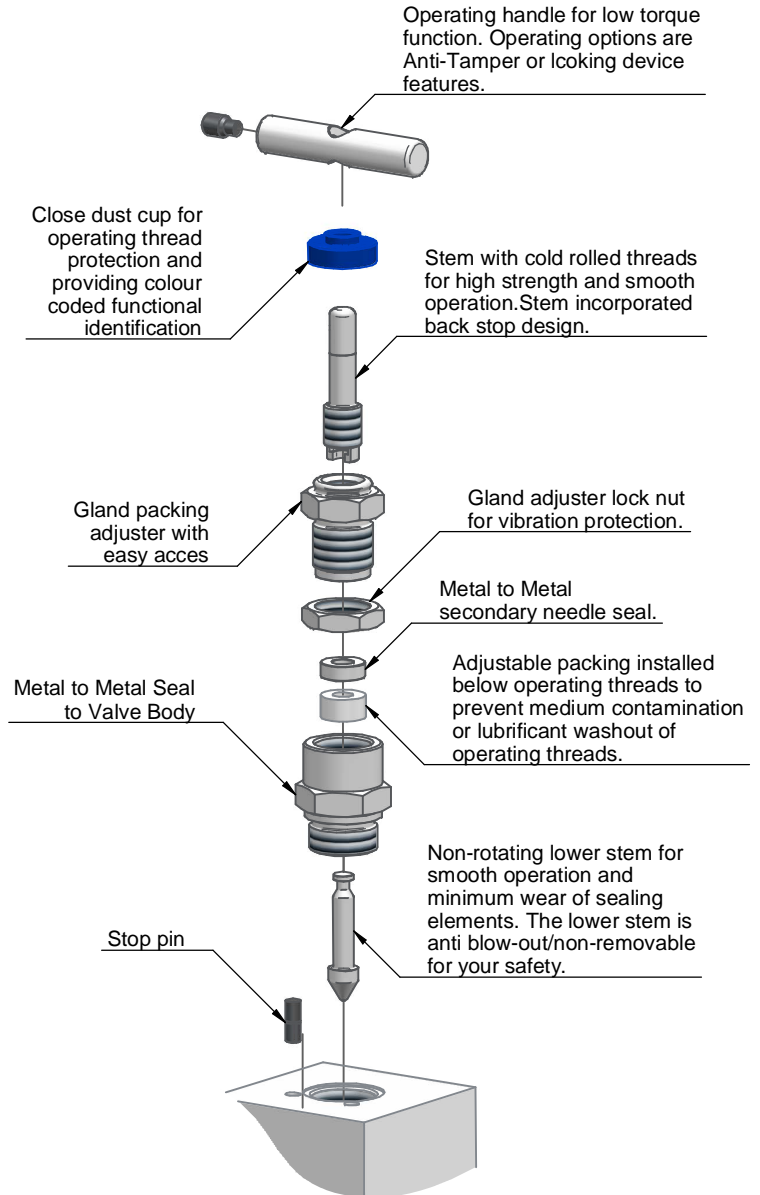 Operating handle for low torque
function. Operating options are
Anti-Tamper or lcoking device
features.
Close dust cup for
operating thread
protection and
providing colour
coded functional
identification
Stem with cold rolled threads
for high strength and smooth
operation.Stem incorporated
back stop design.
Gland packing
adjuster with
easy acces
Gland adjuster lock nut
for vibration protection.
Metal to Metal
secondary needle seal.
Metal to Metal Seal
to Valve Body
Adjustable packing installed
below operating threads to
prevent medium contamination
or lubrificant washout of
operating threads.
Non-rotating lower stem for
smooth operation and
minimum wear of sealing
elements. The lower stem is
anti blow-out/non-removable
for your safety.
Stop pin